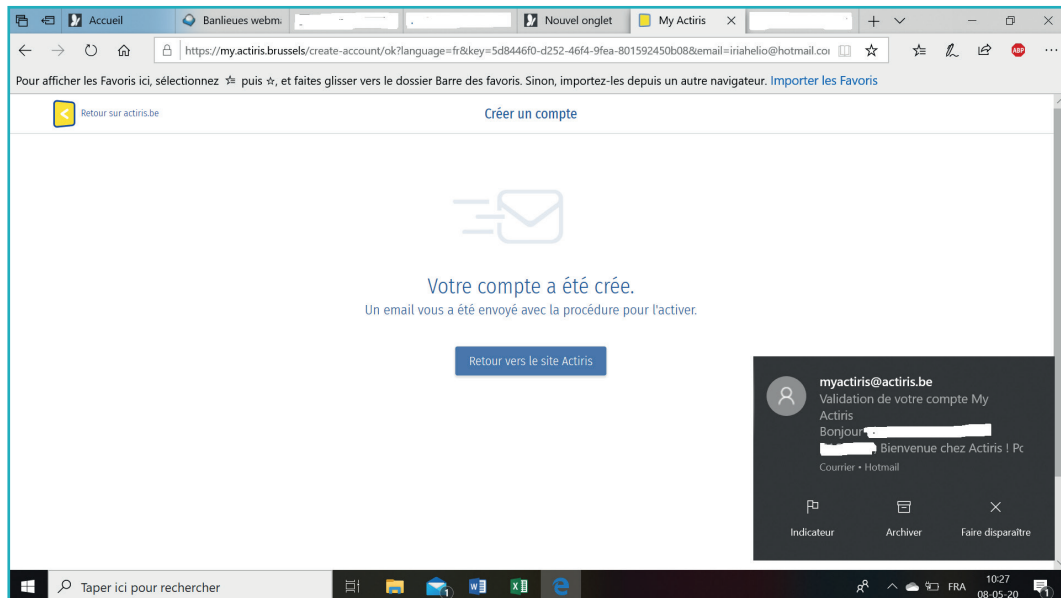 Accueil
Banlieues webm
Nouvel onglet
My Actiris
https://my.actiris.brussels/create-account/ok?language=fr&key=5d8446f0-d252-46f4-9fea-801592450b08&email=iriahelio@hotmail.co
ABP
Pour afficher les Favoris ici, sélectionnez puis ☆, et faites glisser vers le dossier Barre des favoris. Sinon, importez-les depuis un autre navigateur. Importer les Favoris
Retour sur actiris.be
Créer un compte
Votre compte a été crée.
Un email vous a été envoyé avec la procédure pour l'activer.
Retour vers le site Actiris
myactiris@actiris.be
Validation de votre compte My
Actiris
Bonjour
Bienvenue chez Actiris ! Pc
Courrier • Hotmail
Indicateur
Archiver
Faire disparaître
Taper ici pour rechercher
FRA
10:27
08-05-20